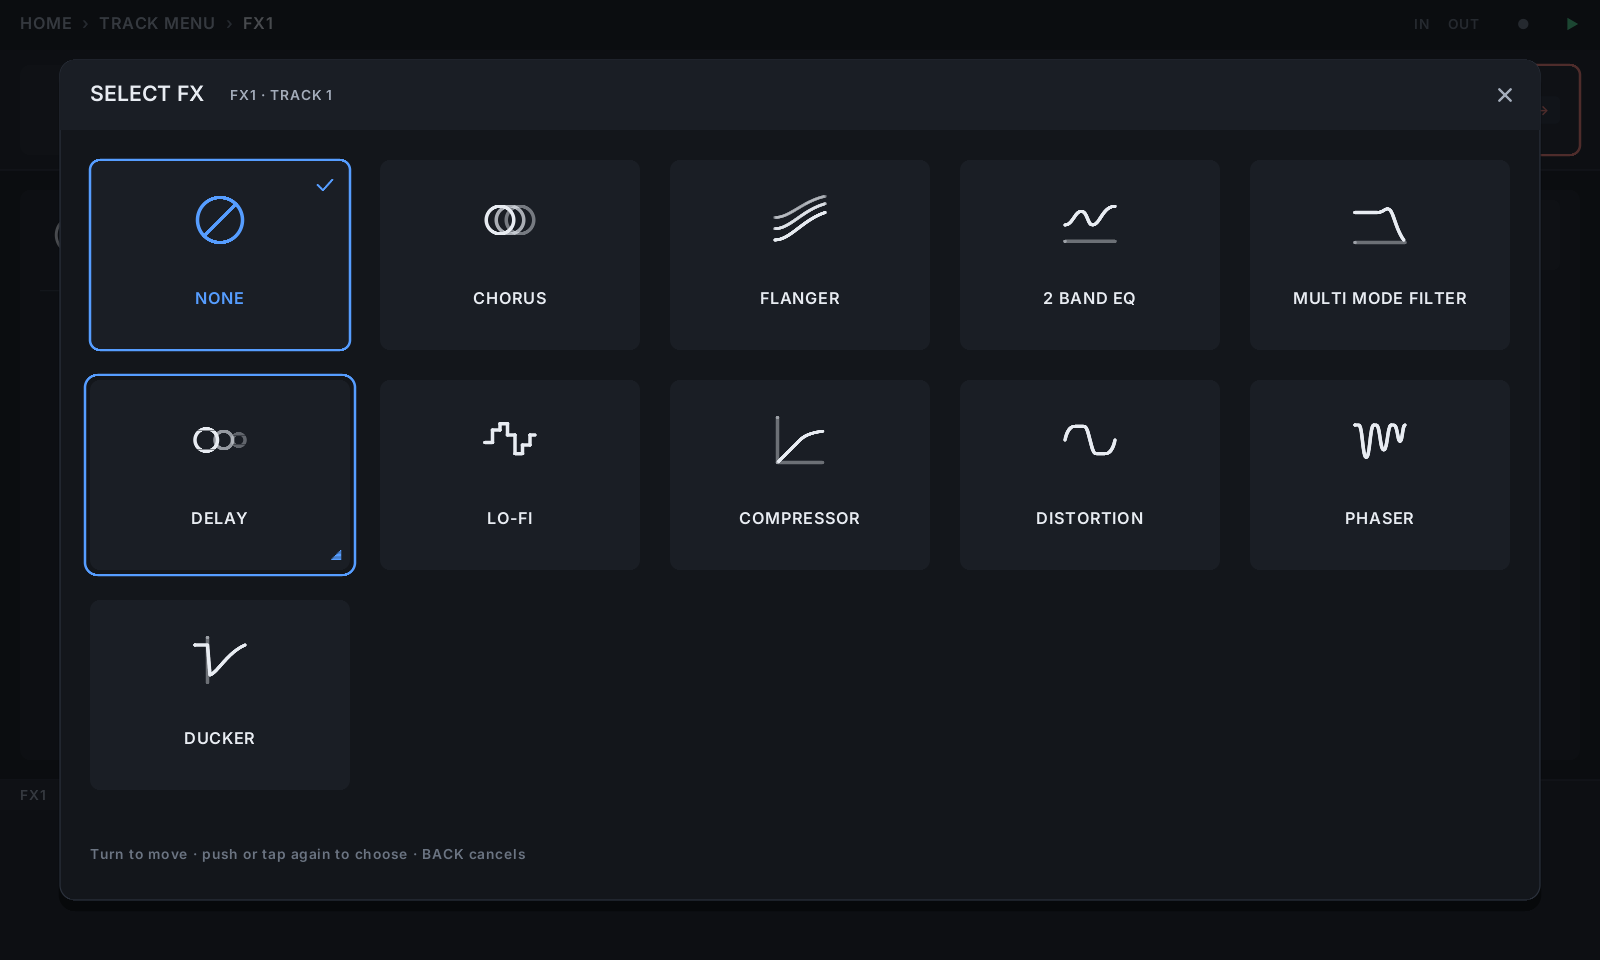 HOME › TRACK MENU › FX1
IN OUT
SELECT FX
FX1 · TRACK 1
NONE
CHORUS
FLANGER
2 BAND EQ
MULTI MODE FILTER
DELAY
LO-FI
COMPRESSOR
DISTORTION
PHASER
DUCKER
FX1
Turn to move · push or tap again to choose · BACK cancels